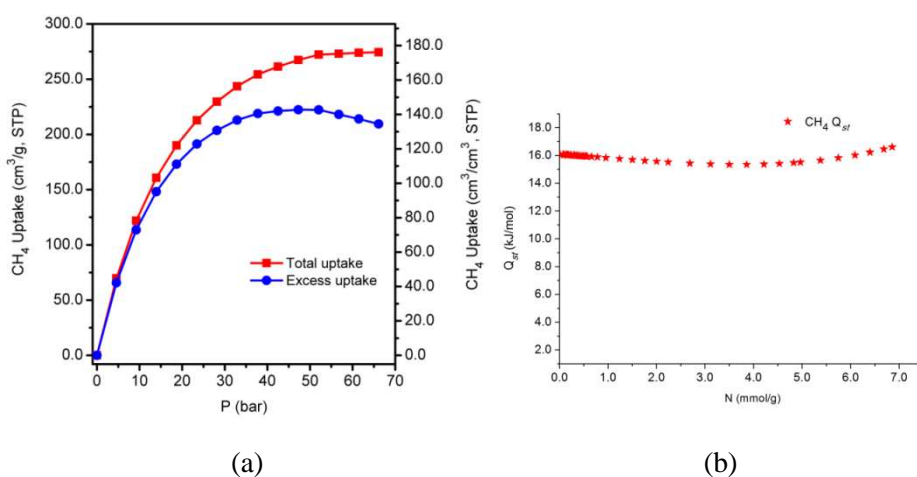 300.0
250.0
200.0
150.0
100.0
50.0
0.0
CH4 Uptake (cm3/g, STP)
180.0
160.0
140.0
120.0
100.0
80.0
60.0
40.0
20.0
0.0
CH4 Uptake (cm3/cm3, STP)
Total uptake
Excess uptake
0 10 20 30 40 50 60 70
P (bar)
(a)
CH4 Qst
18.0
16.0
14.0
12.0
10.0
8.0
6.0
4.0
2.0
Qst (kJ/mol)
0.0 1.0 2.0 3.0 4.0 5.0 6.0 7.0
N (mmol/g)
(b)